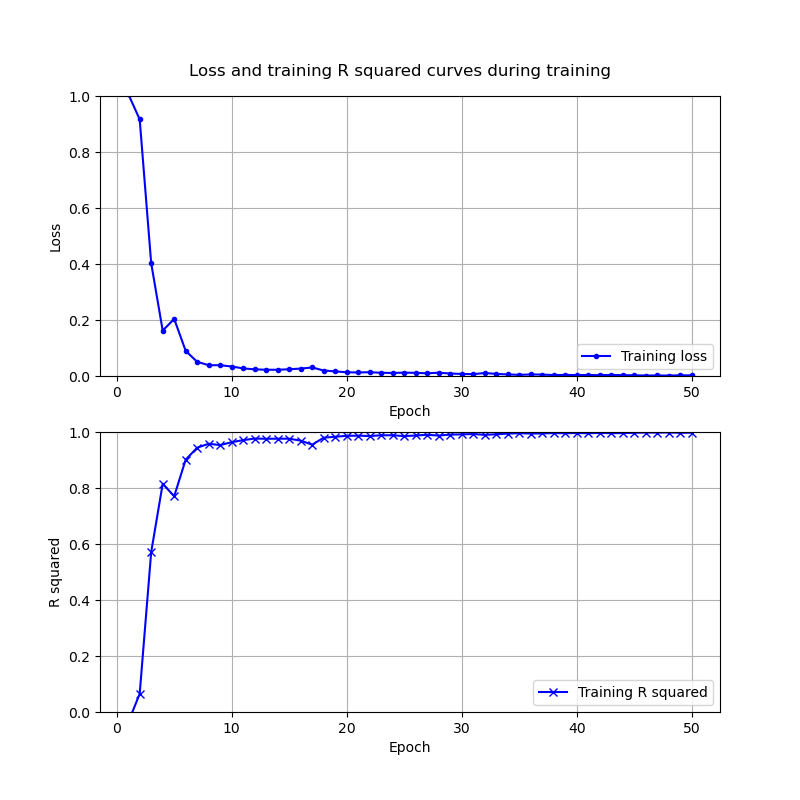 Loss and training R squared curves during training
1.0
0.8
0.6
0.4
0.2
0.0
Loss
Training loss
0 10 20 30 40 50
Epoch
1.0
0.8
0.6
0.4
0.2
0.0
R squared
Training R squared
0 10 20 30 40 50
Epoch